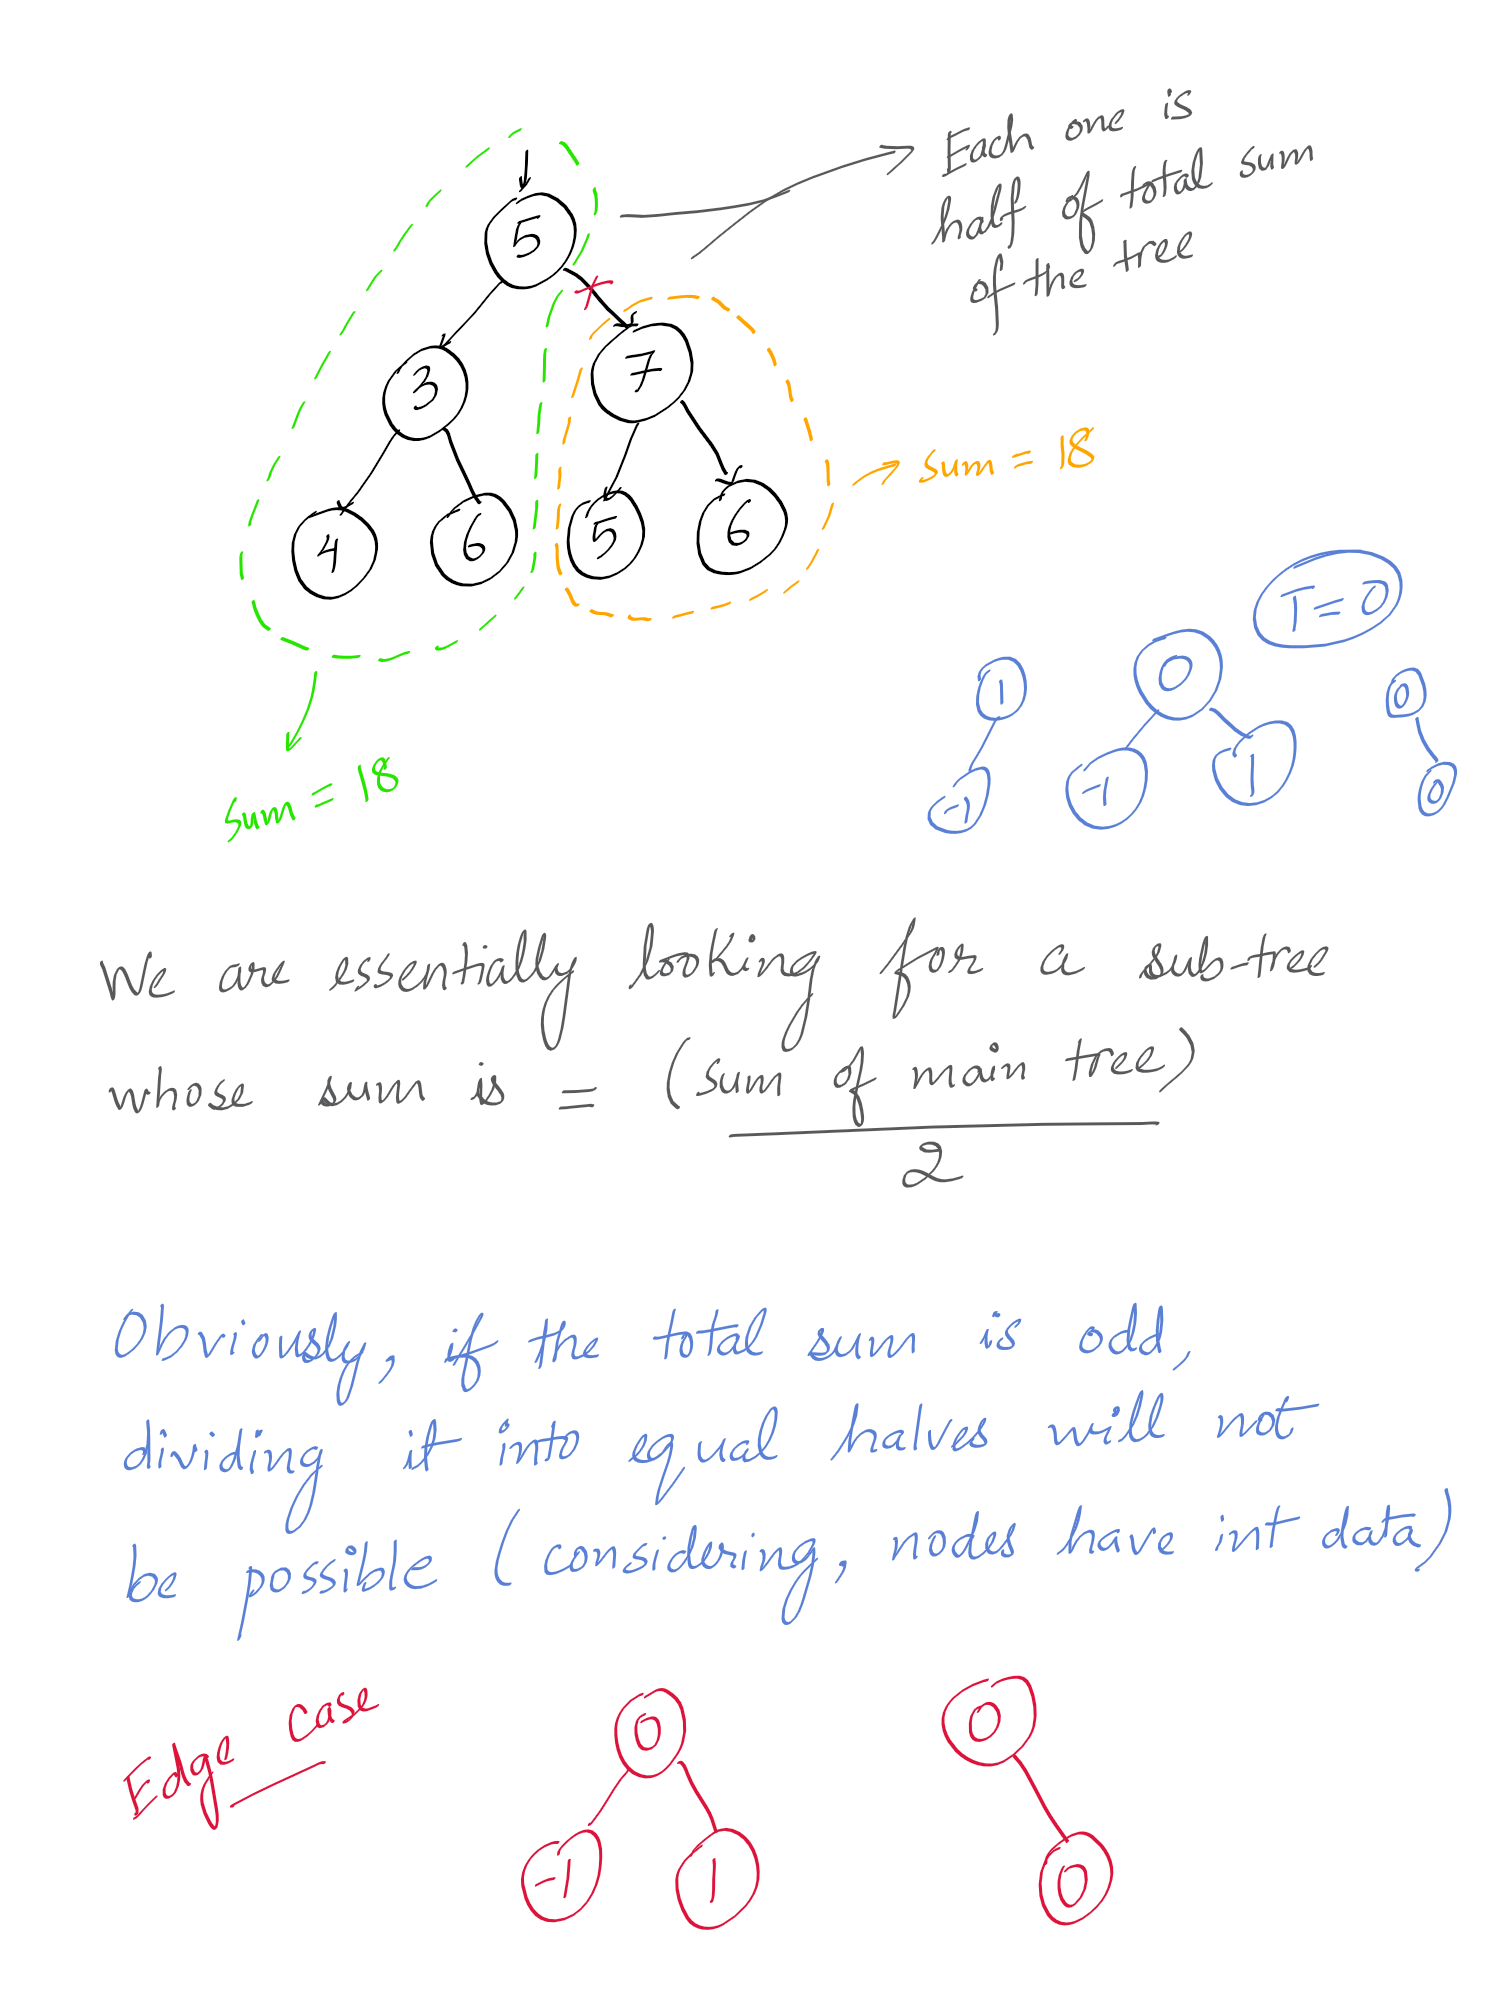 Each one is
half of total sum
of the tree
5
3
7
4
6
5
6
sum = 18
sum = 18
T=0
1
-1
0
-1
1
0
0
We are essentially looking for a sub-tree
whose sum is = (sum of main tree)
2
Obviously, if the total sum is odd,
dividing it into equal halves will not
be possible (considering, nodes have int data)
Edge case
0
-1
1
0
0